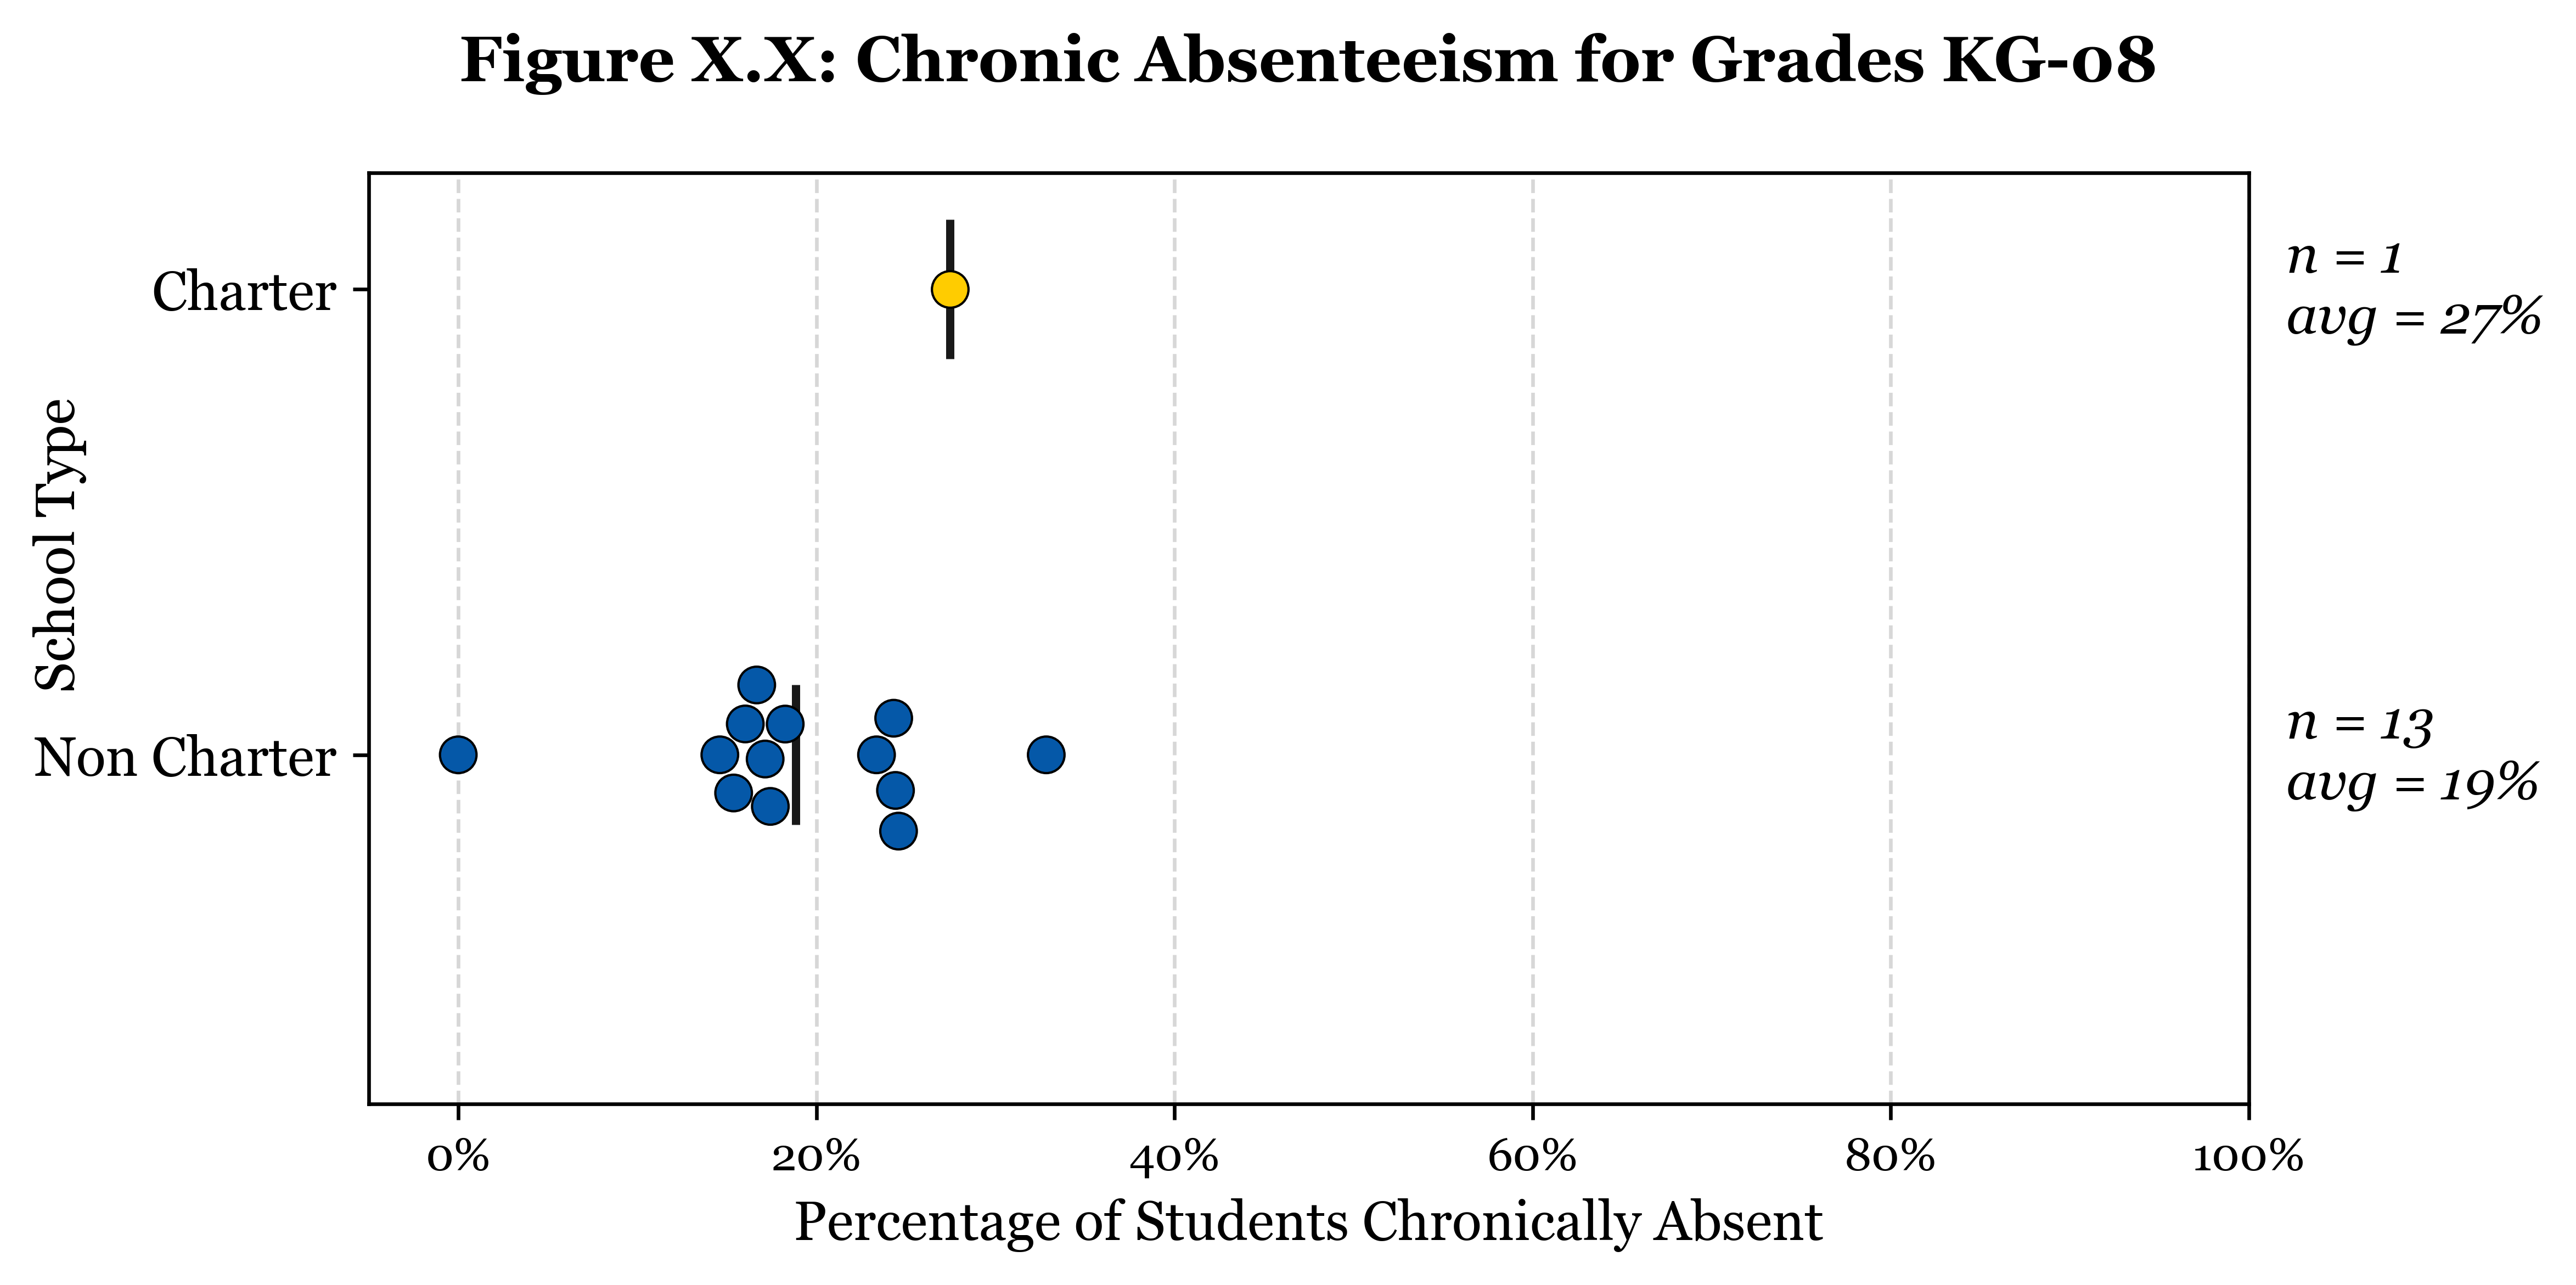 Figure X.X: Chronic Absenteeism for Grades KG-08
Charter
n = 1
avg = 27%
School Type
Non Charter
n = 13
avg = 19%
0% 20% 40% 60% 80% 100%
Percentage of Students Chronically Absent